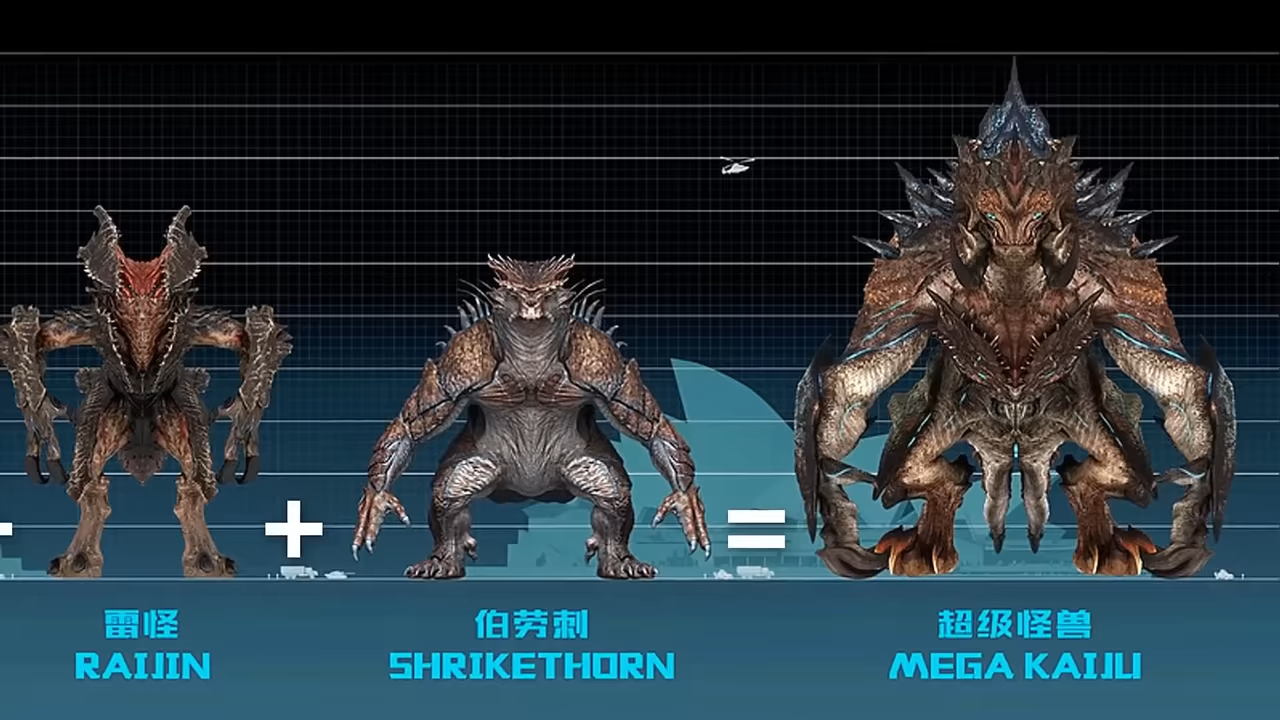 雷怪
RAIJIN
+
伯劳刺
SHRIKETHORN
=
超级怪兽
MEGA KAIJU